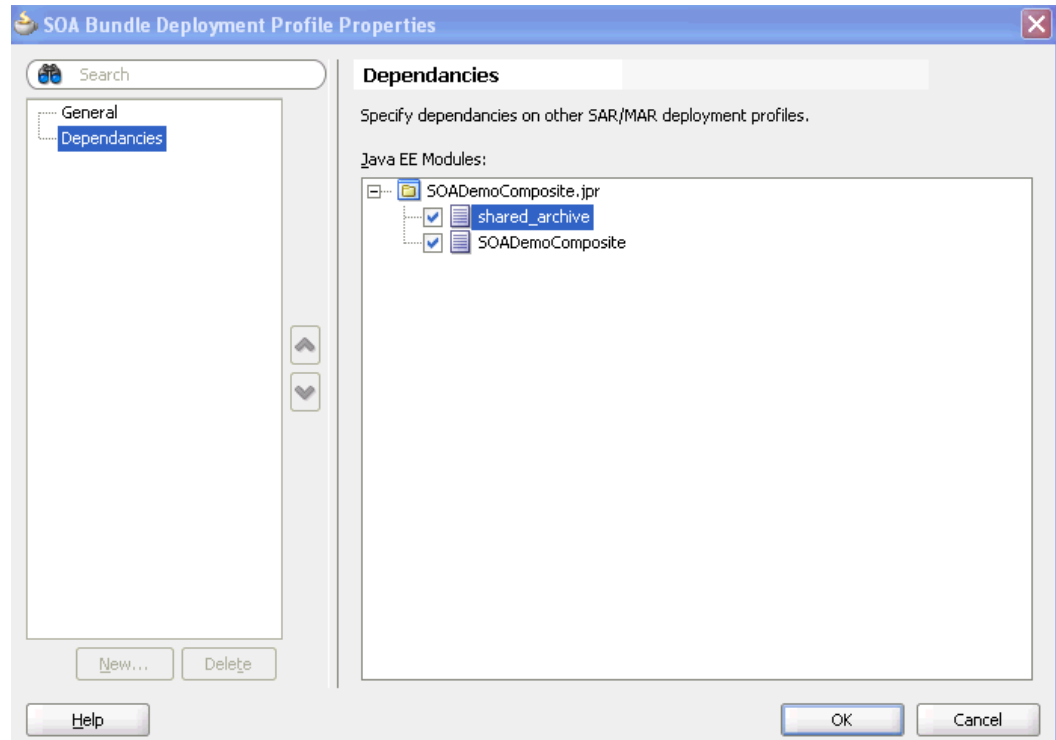 SOA Bundle Deployment Profile Properties
Search
General
Dependancies
New...
Delete
Dependancies
Specify dependancies on other SAR/MAR deployment profiles.
Java EE Modules:
SOADemoComposite.jpr
shared_archive
SOADemoComposite
Help
OK
Cancel